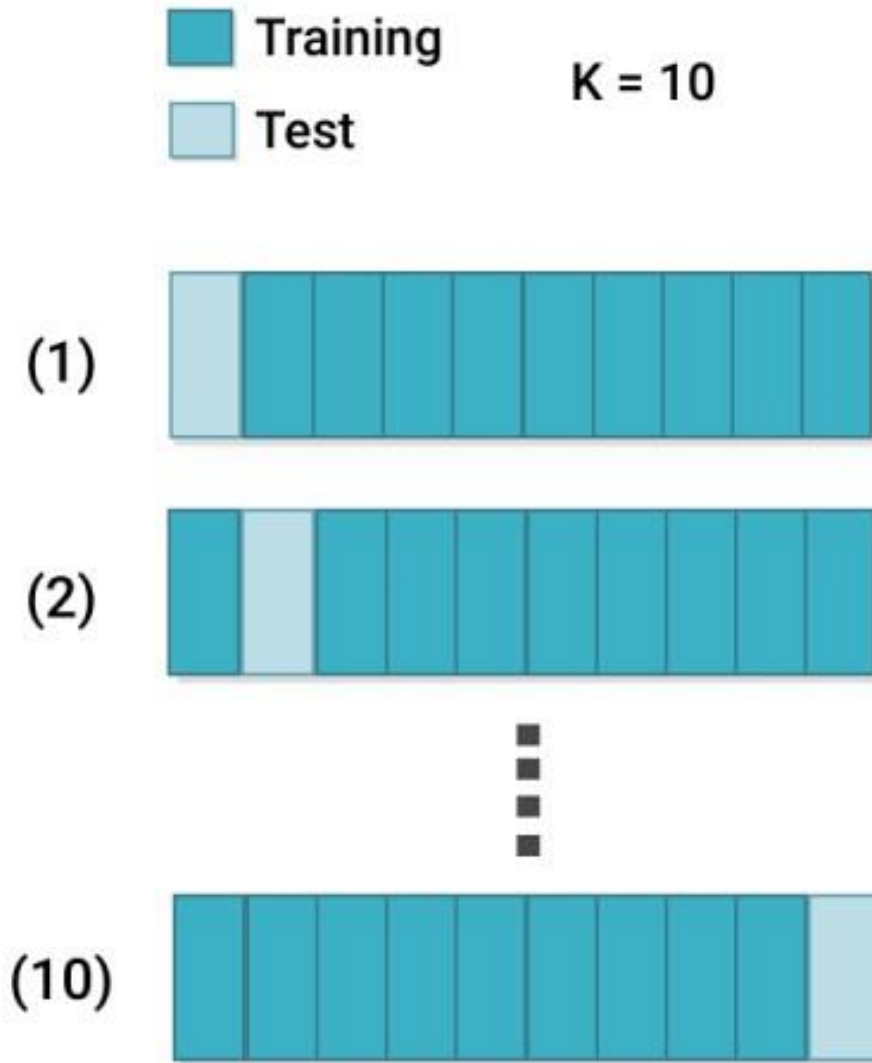 Training
K = 10
Test
(1)
(2)
(10)